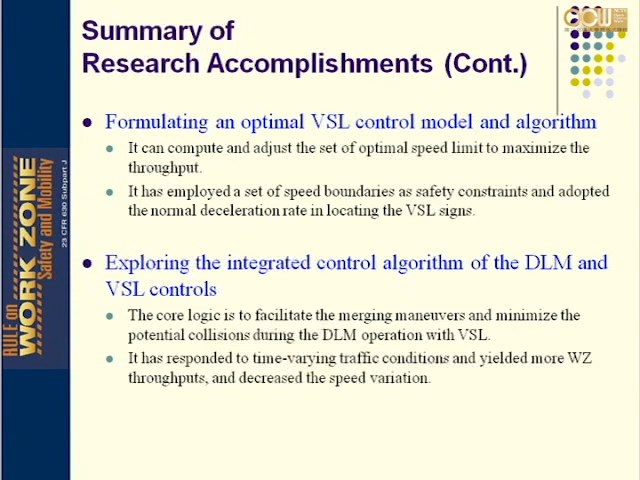 Summary of
Research Accomplishments (Cont.)
Formulating an optimal VSL control model and algorithm
It can compute and adjust the set of optimal speed limit to maximize the
throughput.
It has employed a set of speed boundaries as safety constraints and adopted
the normal deceleration rate in locating the VSL signs.
Exploring the integrated control algorithm of the DLM and
VSL controls
The core logic is to facilitate the merging maneuvers and minimize the
potential collisions during the DLM operation with VSL.
It has responded to time-varying traffic conditions and yielded more WZ
throughputs, and decreased the speed variation.
RULE on
WORK ZONE
Safety and Mobility
23 CFR 630 Subpart J